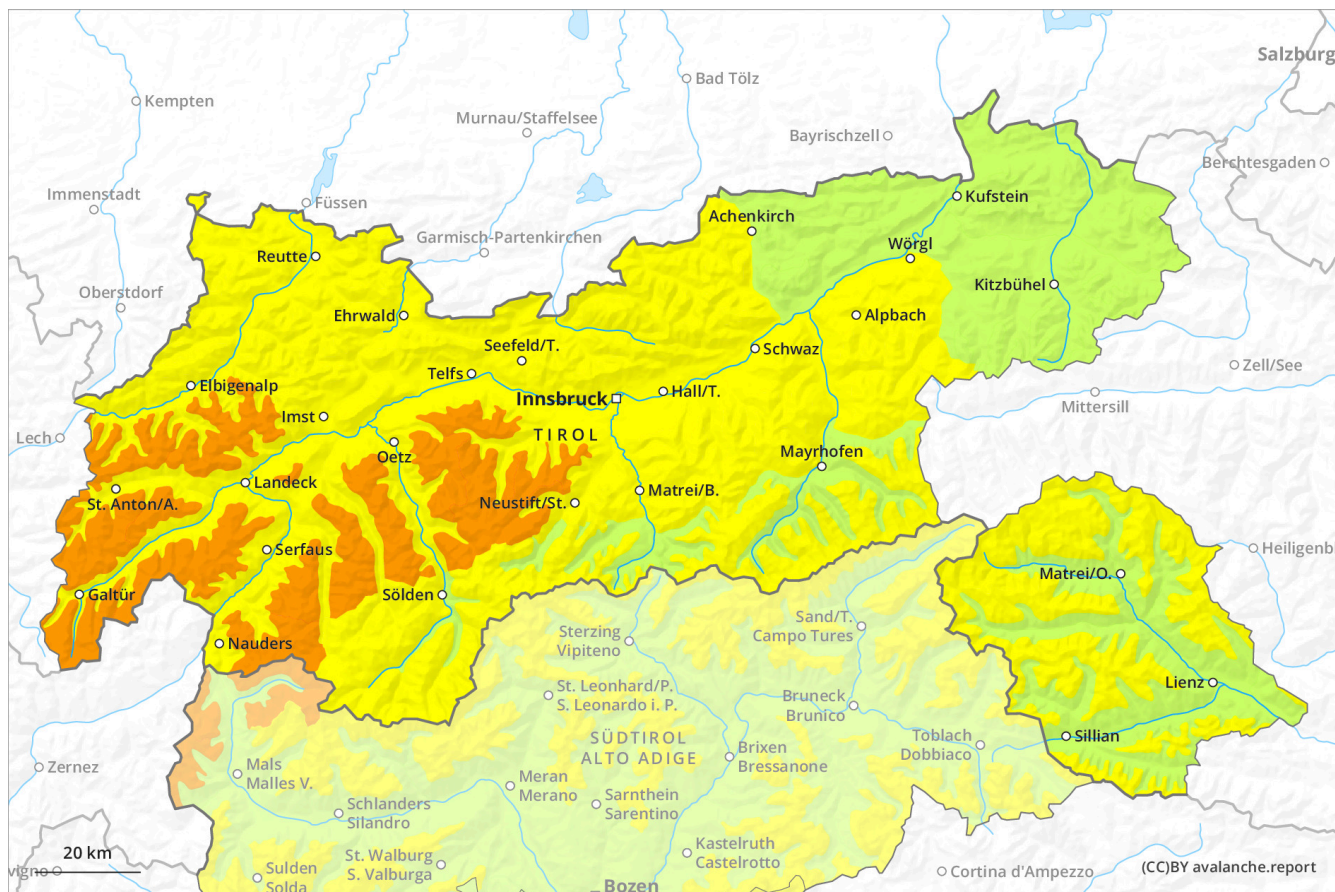 Salzburg
Bad Tölz
Kempten
Murnau/Staffelsee
Bayrischzell
Berchtesgaden
Immenstadt
Füssen
Kufstein
Achenkirch
Garmisch-Partenkirchen
Wörgl
Reutte
Kitzbühel
Oberstdorf
Ehrwald
Alpbach
Seefeld/T.
Schwaz
Zell/See
Telfs
Elbigenalp
Hall/T.
Innsbruck
Mittersill
Imst
Lech
TIROL
Oetz
Mayrhofen
Landeck
Matrei/B.
St. Anton/A.
Neustift/St.
Serfaus
Heiligenb
Matrei/O.
Galtür
Sölden
Sand/T.
Campo Tures
Sterzing
Vipiteno
Nauders
Lienz
St. Leonhard/P.
S. Leonardo i. P.
Bruneck
Brunico
SÜDTIROL
ALTO ADIGE
Toblach
Dobbiaco
Sillian
Brixen
Bressanone
Zernez
Mals
Malles V.
Meran
Merano
Sarnthein
Sarentino
Schlanders
Silandro
Kastelruth
Castelrotto
20 km
St. Walburg
S. Valburga
vigno
Sulden
Solda
Cortina d'Ampezzo
(CC)BY avalanche.report
Bozen